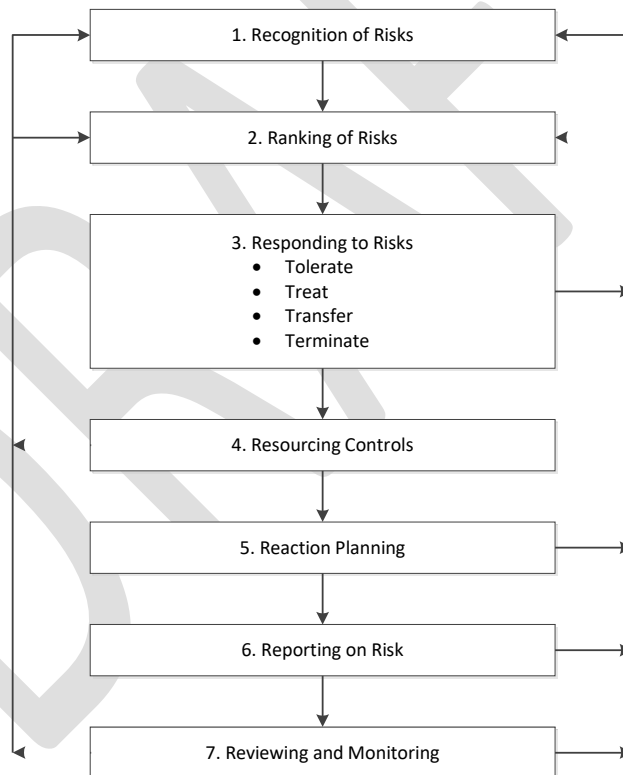 1. Recognition of Risks
2. Ranking of Risks
3. Responding to Risks
• Tolerate
• Treat
• Transfer
• Terminate
4. Resourcing Controls
5. Reaction Planning
6. Reporting on Risk
7. Reviewing and Monitoring